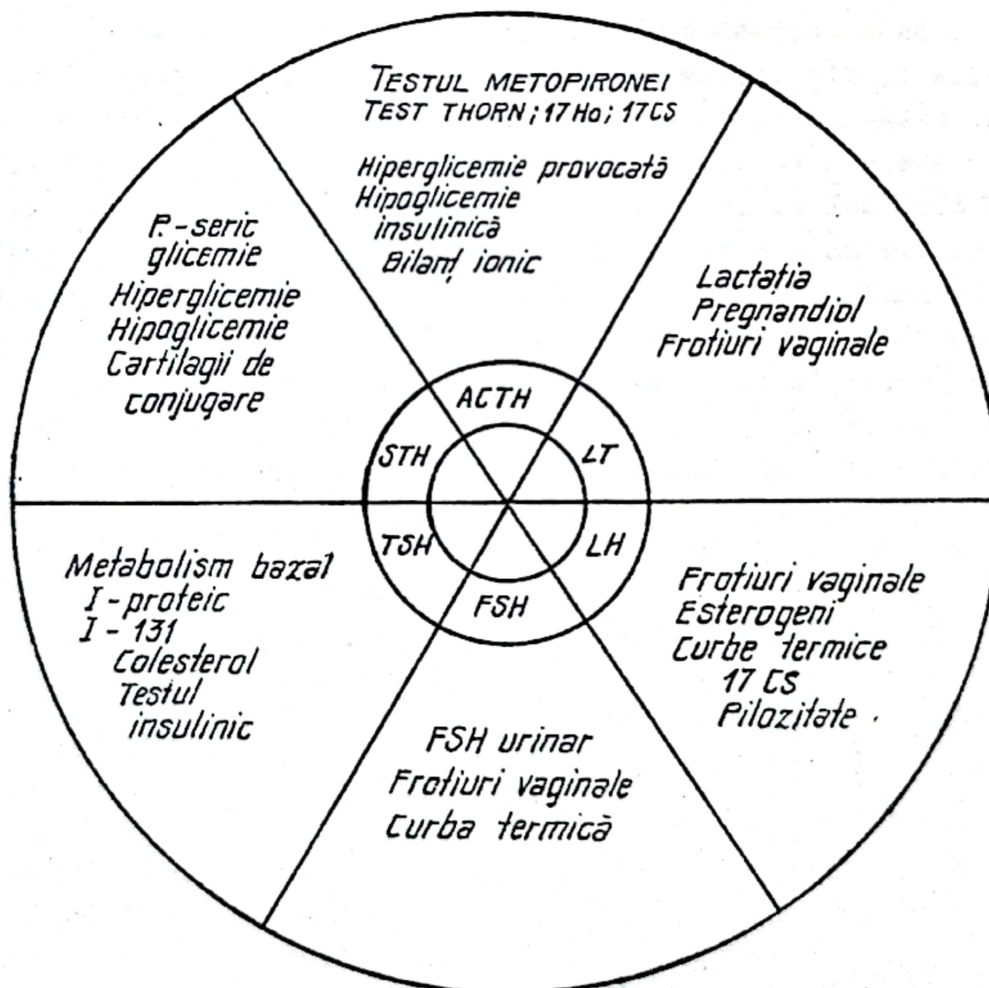 TESTUL METOPIRONEI
TEST THORN; 17Ho; 17CS
Hiperglicemie provocată
Hipoglicemie
insulinică
Bilanț ionic
P.-seric
glicemie
Hiperglicemie
Hipoglicemie
Cartilagii de
conjugare
Lactația
Pregnandiol
Frotiuri vaginale
ACTH
STH
LT
TSH
LH
FSH
Metabolism bazal
I-proteic
I-131
Colesterol
Testul
insulinic
Frotiuri vaginale
Esterogeni
Curbe termice
17 CS
Pilozitate
FSH urinar
Frotiuri vaginale
Curba termică